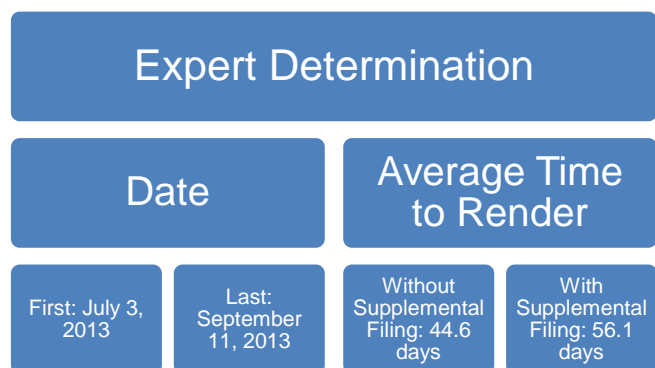 Expert Determination
Date
Average Time
to Render
First: July 3,
2013
Last:
September
11, 2013
Without
Supplemental
Filing: 44.6
days
With
Supplemental
Filing: 56.1
days